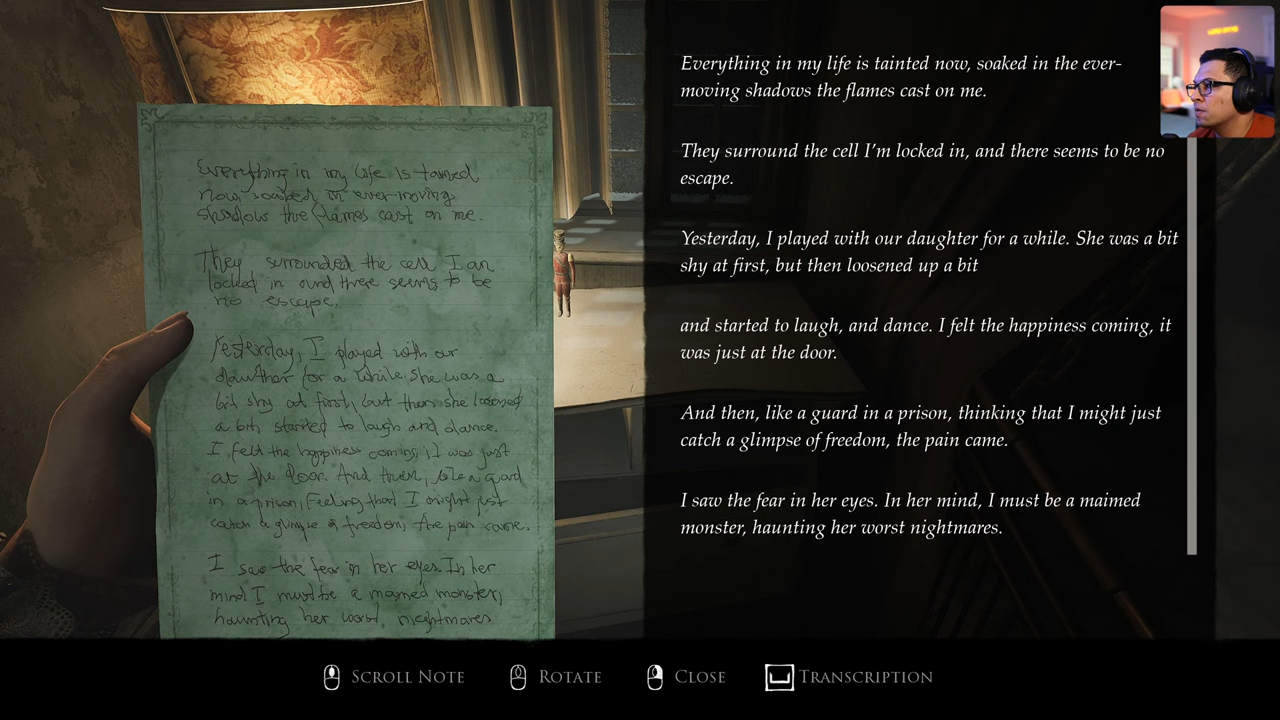 Everything in my life is tained
now, soaked in ever-moving
shadow the flames cast on me.
They surrounded the cell I am
locked in and there seems to be
no escape.
Yesterday, I played with our
dauther for a while. She was a
bit shy at first, but then she loosened
a bit started to laugh and dance.
I felt the happiness coming, it was just
at the door. And then, like a guard
in a prison, feeling that I might just
catch a glimpse of freedom, the pain came.
I saw the fear in her eyes. In her
mind I must be a maimed monster,
haunting her worst nightmares
Everything in my life is tainted now, soaked in the ever-
moving shadows the flames cast on me.
They surround the cell I'm locked in, and there seems to be no
escape.
Yesterday, I played with our daughter for a while. She was a bit
shy at first, but then loosened up a bit
and started to laugh, and dance. I felt the happiness coming, it
was just at the door.
And then, like a guard in a prison, thinking that I might just
catch a glimpse of freedom, the pain came.
I saw the fear in her eyes. In her mind, I must be a maimed
monster, haunting her worst nightmares.
SCROLL NOTE
ROTATE
CLOSE
TRANSCRIPTION